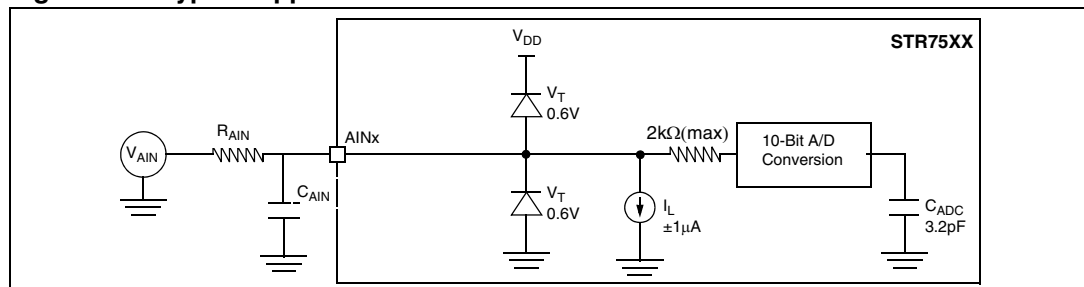 V_DD
STR75XX
V_T
0.6V
R_AIN
AINx
2kΩ(max)
10-Bit A/D
Conversion
V_AIN
C_AIN
V_T
0.6V
I_L
±1μA
C_ADC
3.2pF